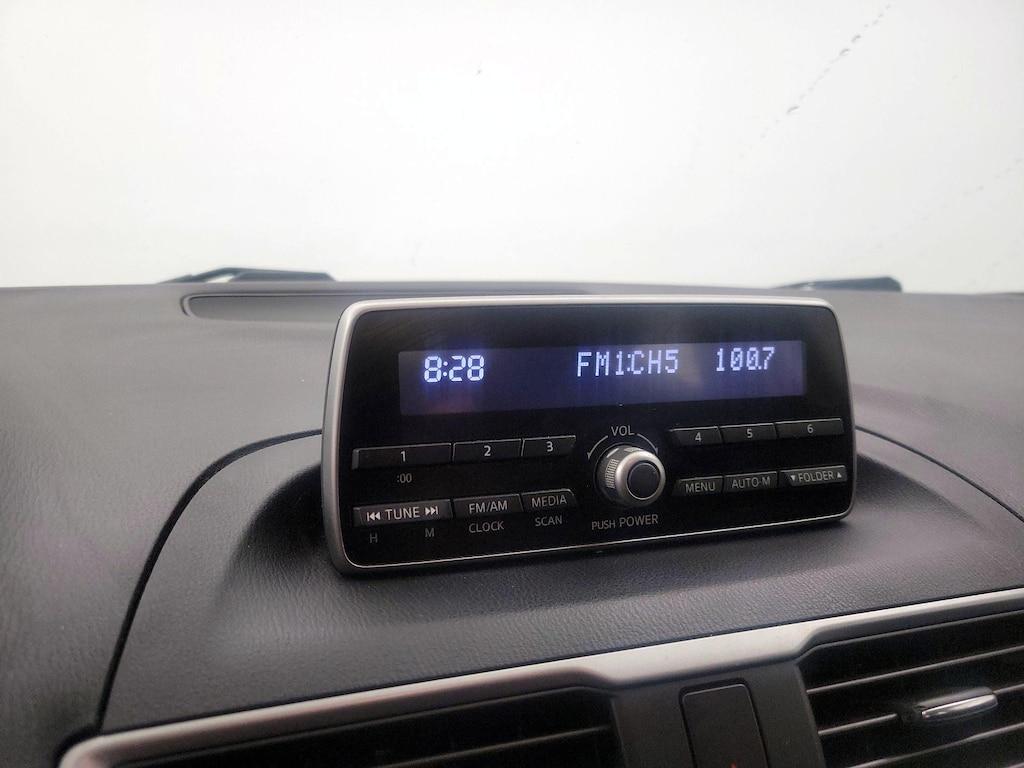 8:28 FM1:CH5 100.7
VOL
1 2 3 4 5 6
:00
⏮ TUNE ⏭ FM/AM MEDIA MENU AUTO-M ▼FOLDER▲
H M CLOCK SCAN PUSH POWER